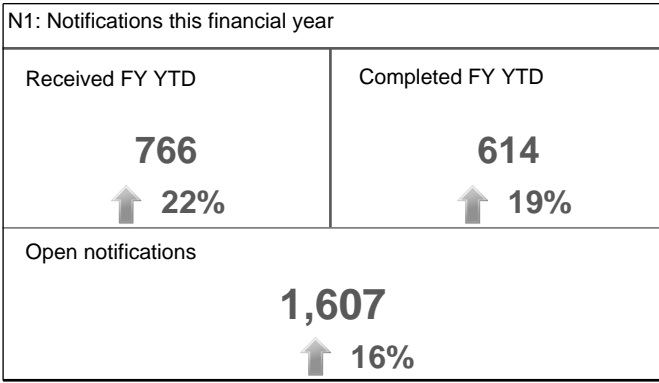 N1: Notifications this financial year
Received FY YTD
766
22%
Completed FY YTD
614
19%
Open notifications
1,607
16%